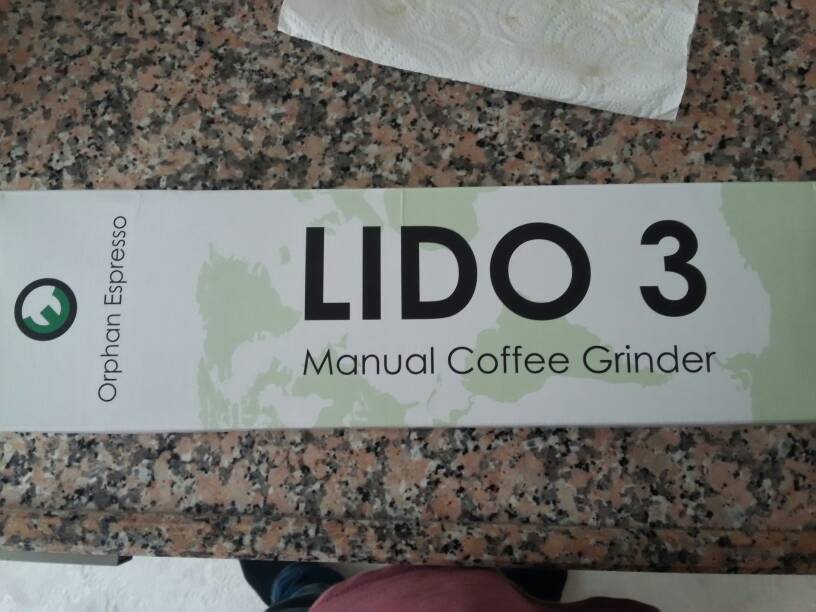 Orphan Espresso
LIDO 3
Manual Coffee Grinder